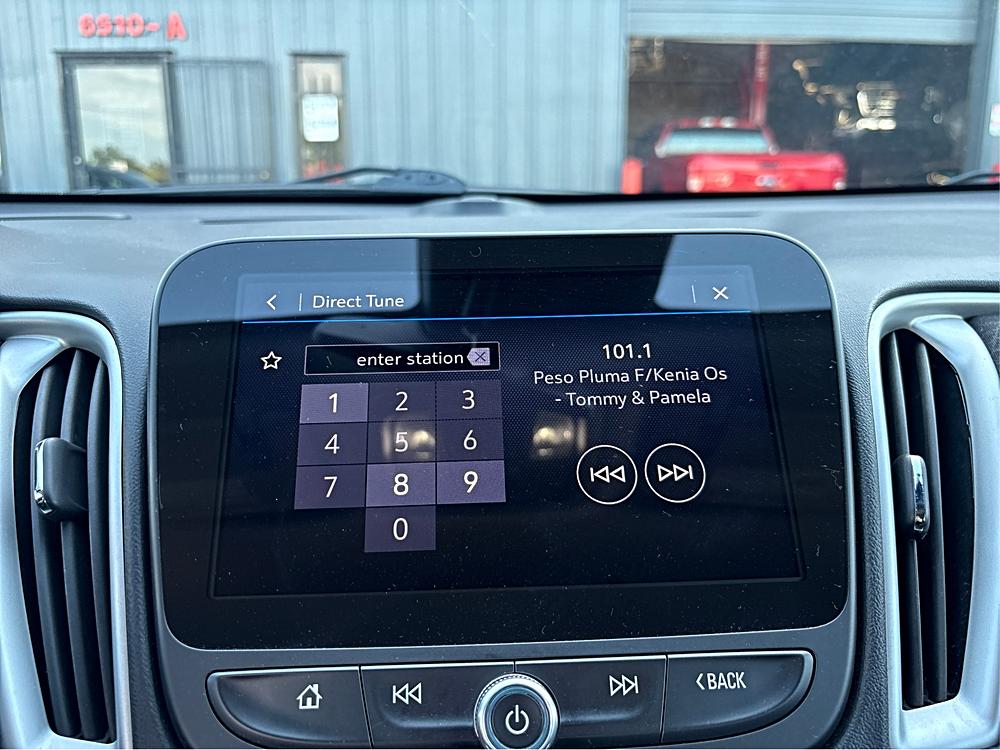 6510-A
Direct Tune
enter station
101.1
Peso Pluma F/Kenia Os
- Tommy & Pamela
1 2 3
4 5 6
7 8 9
0
BACK